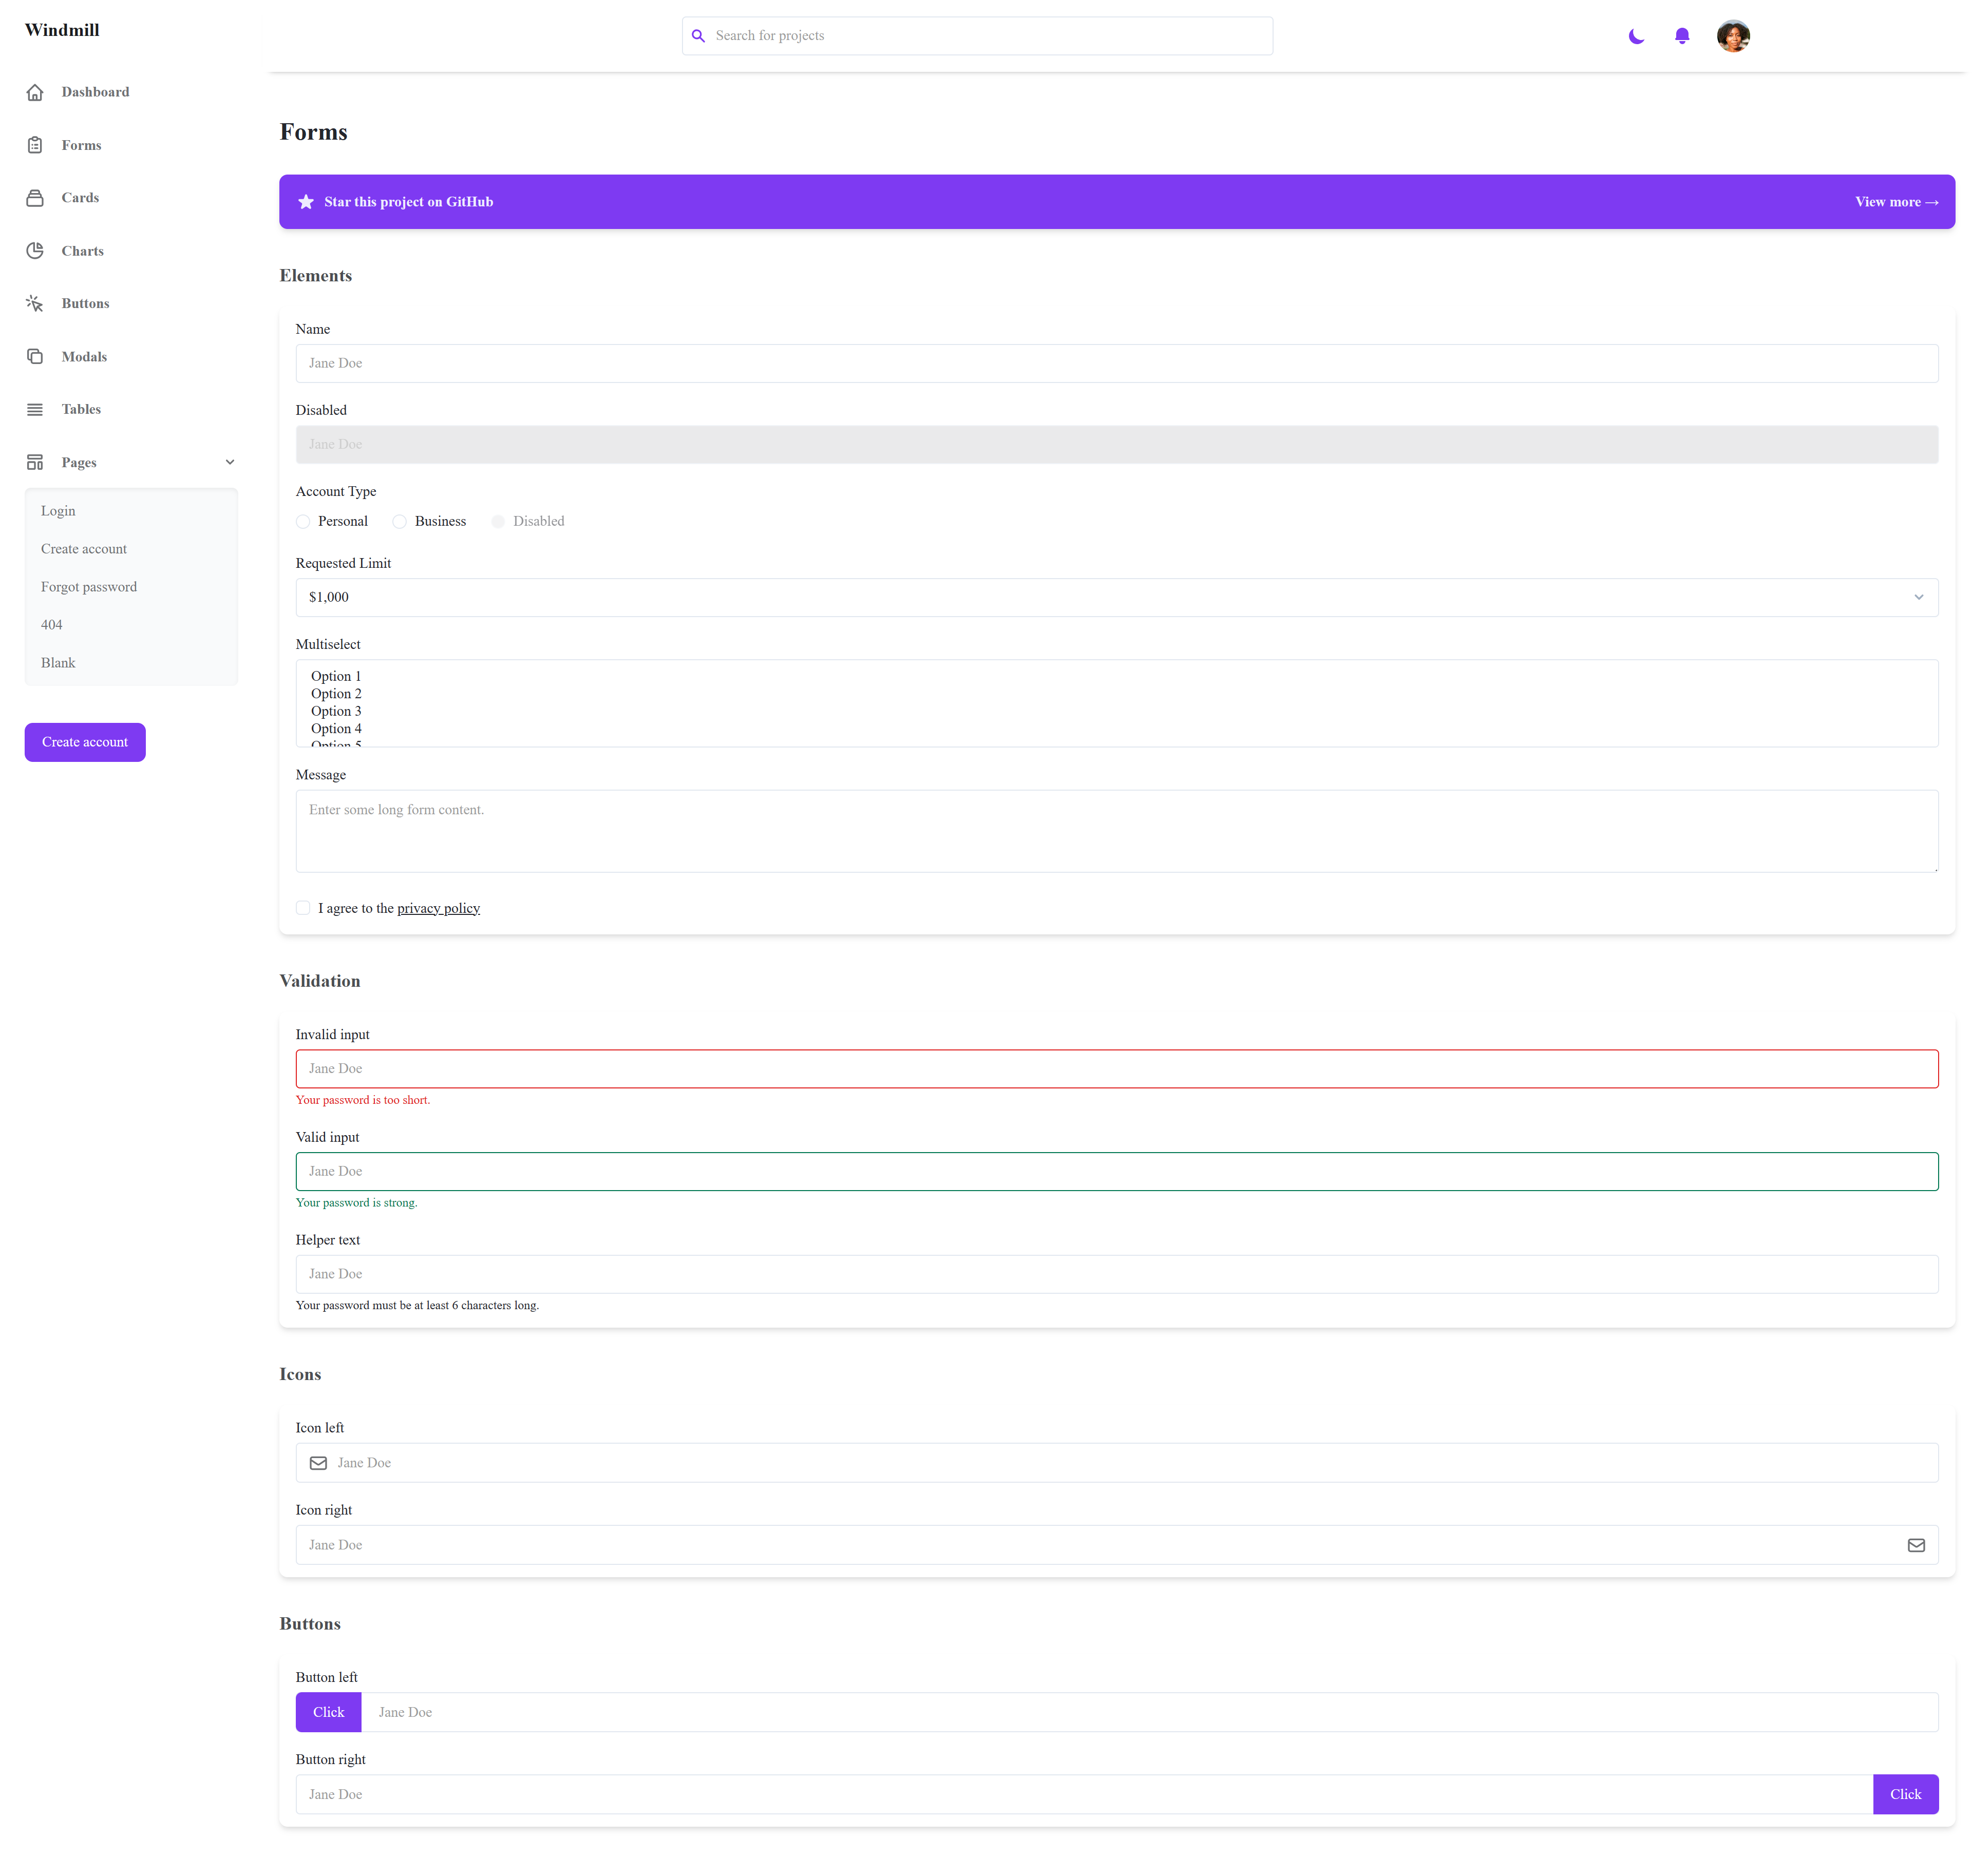 Windmill
Search for projects
Dashboard
Forms
Cards
Charts
Buttons
Modals
Tables
Pages
Login
Create account
Forgot password
404
Blank
Create account
Forms
Star this project on GitHub
View more →
Elements
Name
Jane Doe
Disabled
Jane Doe
Account Type
Personal
Business
Disabled
Requested Limit
$1,000
Multiselect
Option 1
Option 2
Option 3
Option 4
Option 5
Message
Enter some long form content.
I agree to the privacy policy
Validation
Invalid input
Jane Doe
Your password is too short.
Valid input
Jane Doe
Your password is strong.
Helper text
Jane Doe
Your password must be at least 6 characters long.
Icons
Icon left
Jane Doe
Icon right
Jane Doe
Buttons
Button left
Click
Jane Doe
Button right
Jane Doe
Click